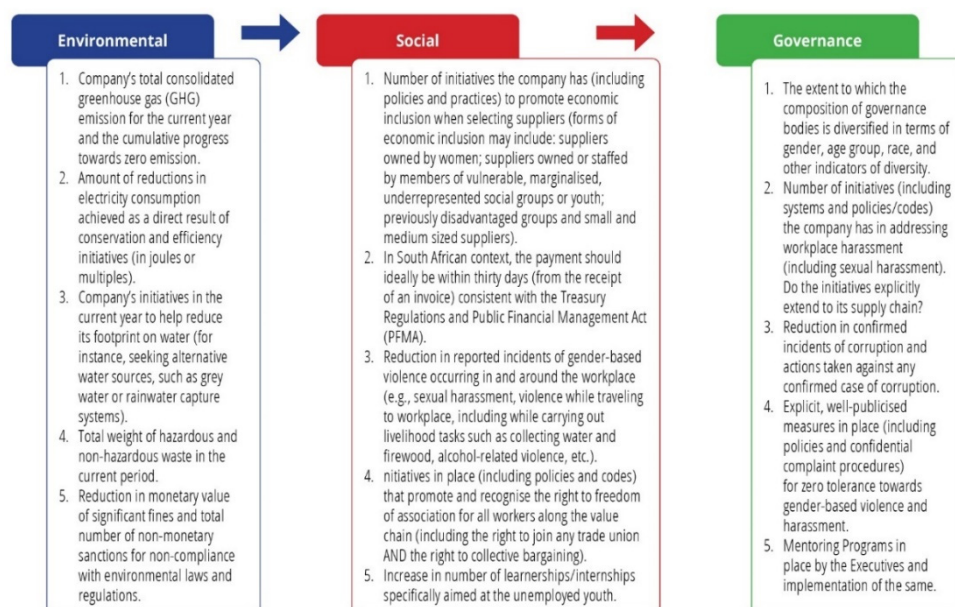 Environmental
1. Company's total consolidated
greenhouse gas (GHG)
emission for the current year
and the cumulative progress
towards zero emission.
2. Amount of reductions in
electricity consumption
achieved as a direct result of
conservation and efficiency
initiatives (in joules or
multiples).
3. Company's initiatives in the
current year to help reduce
its footprint on water (for
instance, seeking alternative
water sources, such as grey
water or rainwater capture
systems).
4. Total weight of hazardous and
non-hazardous waste in the
current period.
5. Reduction in monetary value
of significant fines and total
number of non-monetary
sanctions for non-compliance
with environmental laws and
regulations.
Social
1. Number of initiatives the company has (including
policies and practices) to promote economic
inclusion when selecting suppliers (forms of
economic inclusion may include: suppliers
owned by women; suppliers owned or staffed
by members of vulnerable, marginalised,
underrepresented social groups or youth;
previously disadvantaged groups and small and
medium sized suppliers).
2. In South African context, the payment should
ideally be within thirty days (from the receipt
of an invoice) consistent with the Treasury
Regulations and Public Financial Management Act
(PFMA).
3. Reduction in reported incidents of gender-based
violence occurring in and around the workplace
(e.g., sexual harassment, violence while traveling
to workplace, including while carrying out
livelihood tasks such as collecting water and
firewood, alcohol-related violence, etc.).
4. nitiatives in place (including policies and codes)
that promote and recognise the right to freedom
of association for all workers along the value
chain (including the right to join any trade union
AND the right to collective bargaining).
5. Increase in number of learnerships/internships
specifically aimed at the unemployed youth.
Governance
1. The extent to which the
composition of governance
bodies is diversified in terms of
gender, age group, race, and
other indicators of diversity.
2. Number of initiatives (including
systems and policies/codes)
the company has in addressing
workplace harassment
(including sexual harassment).
Do the initiatives explicitly
extend to its supply chain?
3. Reduction in confirmed
incidents of corruption and
actions taken against any
confirmed case of corruption.
4. Explicit, well-publicised
measures in place (including
policies and confidential
complaint procedures)
for zero tolerance towards
gender-based violence and
harassment.
5. Mentoring Programs in
place by the Executives and
implementation of the same.